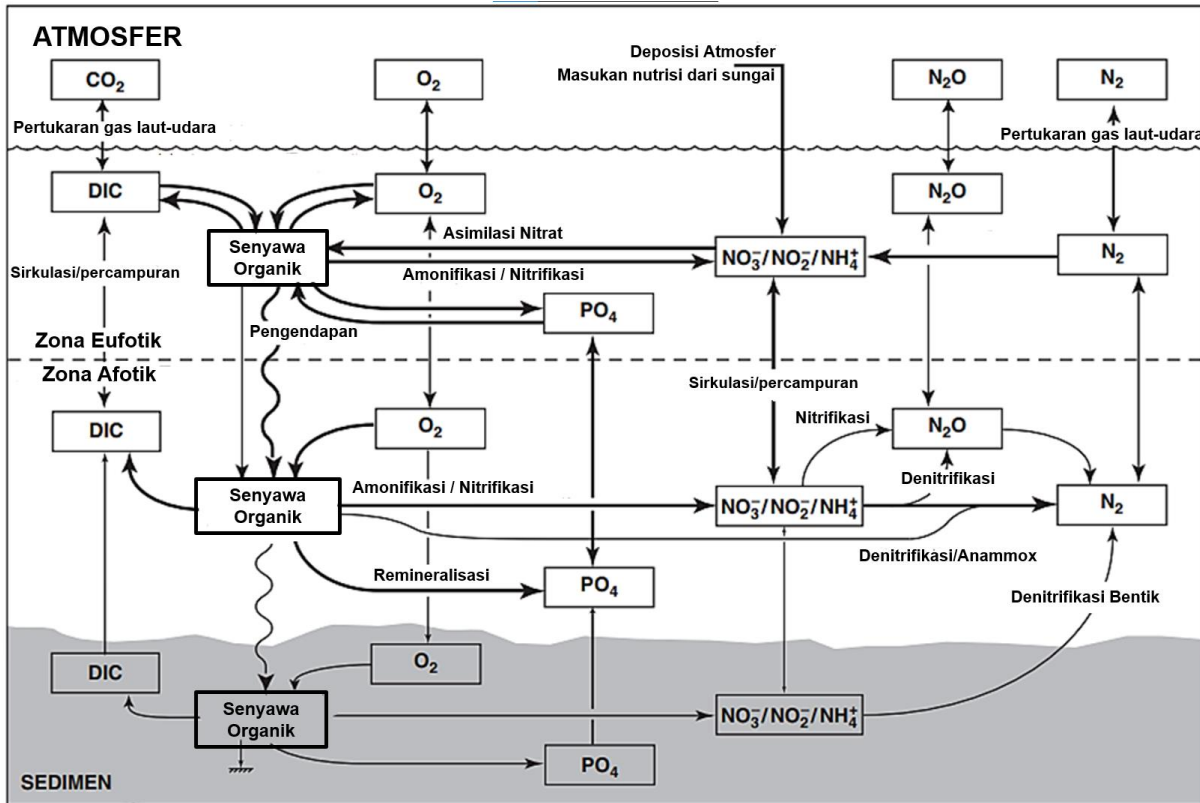 ATMOSFER
CO₂
O₂
Deposisi Atmosfer
Masukan nutrisi dari sungai
N₂O
N₂
Pertukaran gas laut-udara
Pertukaran gas laut-udara
DIC
O₂
N₂O
Senyawa
Organik
Asimilasi Nitrat
Amonifikasi / Nitrifikasi
NO₃⁻/NO₂⁻/NH₄⁺
N₂
Sirkulasi/percampuran
PO₄
Pengendapan
Zona Eufotik
Zona Afotik
Sirkulasi/percampuran
DIC
O₂
Nitrifikasi
N₂O
Denitrifikasi
Senyawa
Organik
Amonifikasi / Nitrifikasi
NO₃⁻/NO₂⁻/NH₄⁺
N₂
Denitrifikasi/Anammox
Remineralisasi
PO₄
Denitrifikasi Bentik
DIC
O₂
Senyawa
Organik
NO₃⁻/NO₂⁻/NH₄⁺
PO₄
SEDIMEN